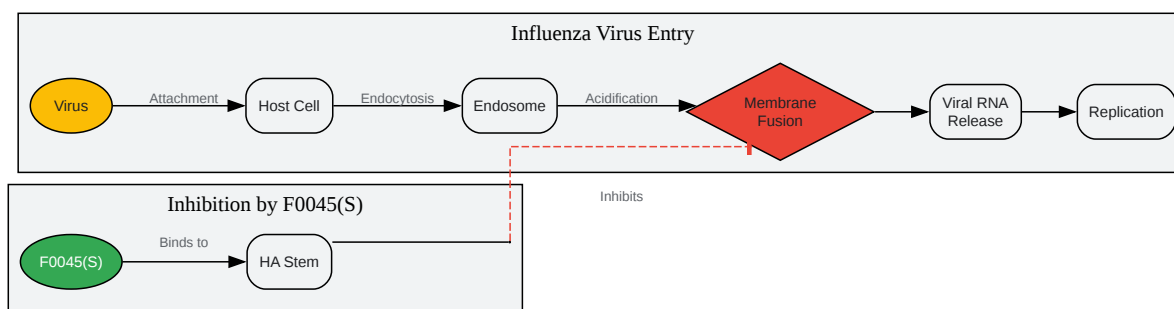 Influenza Virus Entry
Virus
Attachment
Host Cell
Endocytosis
Endosome
Acidification
Membrane
Fusion
Viral RNA
Release
Replication
Inhibits
Inhibition by F0045(S)
F0045(S)
Binds to
HA Stem